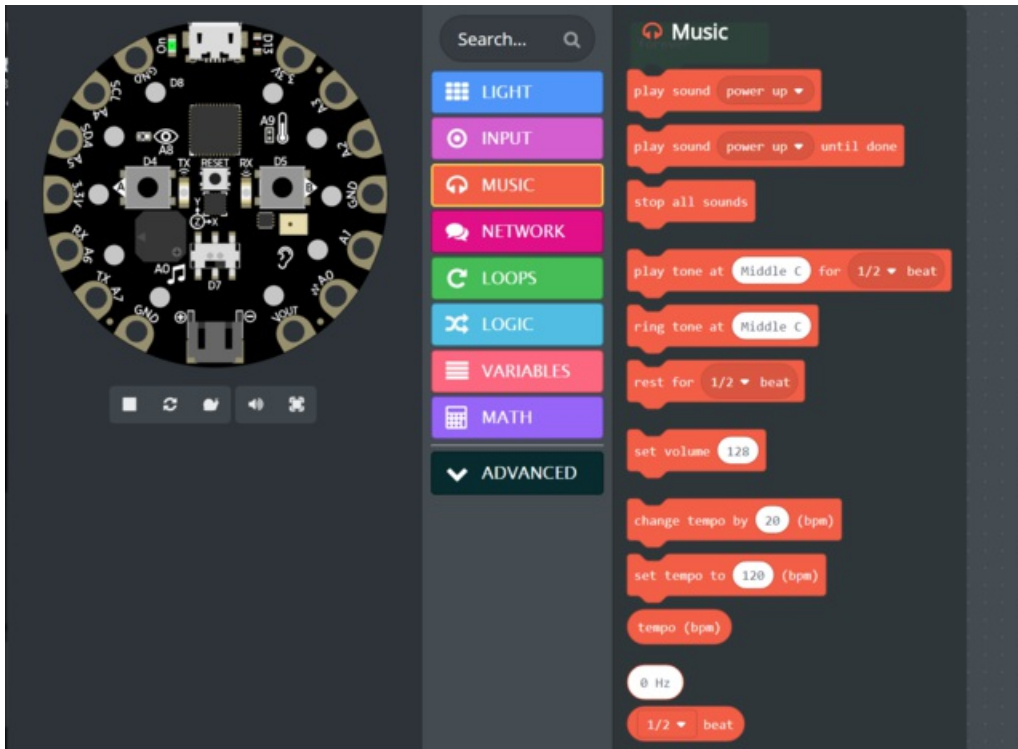 On
D13
GND
3.3V
D8
SCL
A4
A3
SDA
A5
A8
A9
A2
D4
TX
RESET
RX
D5
A
B
3.3V
GND
Y
Z
X
RX
A6
A1
A0
D7
TX
A7
A0
GND
VOUT
Search...
LIGHT
INPUT
MUSIC
NETWORK
LOOPS
LOGIC
VARIABLES
MATH
ADVANCED
Music
play sound power up
play sound power up until done
stop all sounds
play tone at Middle C for 1/2 beat
ring tone at Middle C
rest for 1/2 beat
set volume 128
change tempo by 20 (bpm)
set tempo to 120 (bpm)
tempo (bpm)
0 Hz
1/2 beat